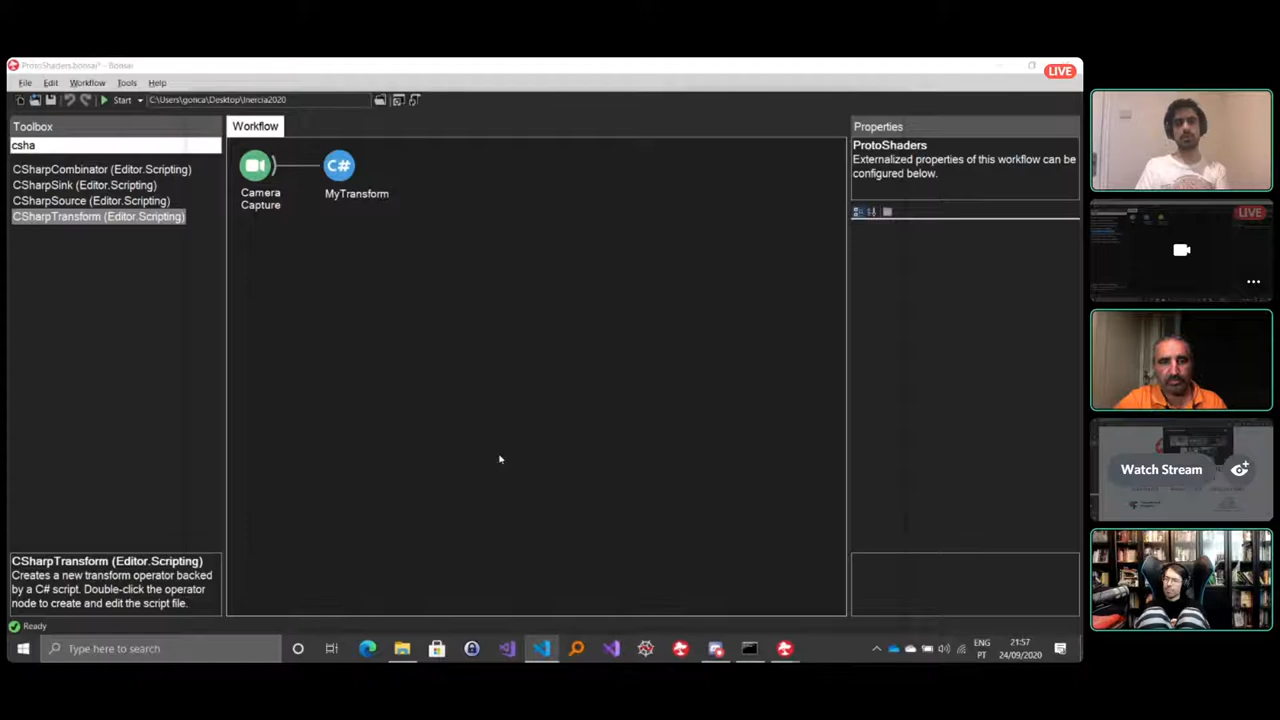 ProtoShaders.bonsai* - Bonsai
LIVE
File Edit Workflow Tools Help
Start C:\Users\gonca\Desktop\Inercia2020
Toolbox
Workflow
Properties
csha
CSharpCombinator (Editor.Scripting)
CSharpSink (Editor.Scripting)
CSharpSource (Editor.Scripting)
CSharpTransform (Editor.Scripting)
C#
Camera
Capture
MyTransform
ProtoShaders
Externalized properties of this workflow can be
configured below.
LIVE
Watch Stream
CSharpTransform (Editor.Scripting)
Creates a new transform operator backed
by a C# script. Double-click the operator
node to create and edit the script file.
Ready
Type here to search
ENG
PT
21:57
24/09/2020